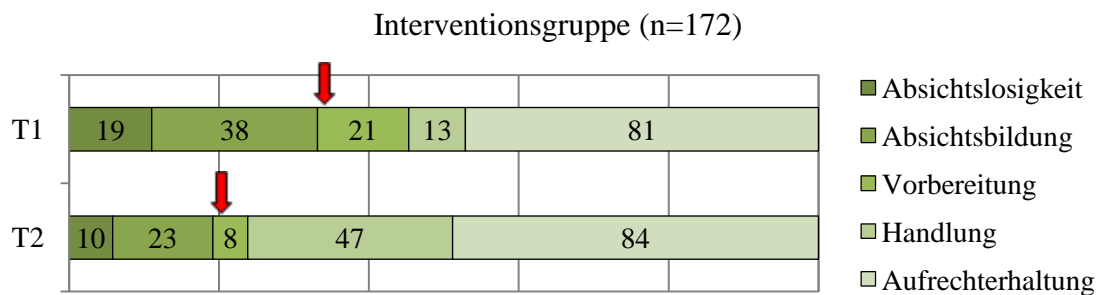 Interventionsgruppe (n=172)
T1 19 38 21 13 81
T2 10 23 8 47 84
Absichtslosigkeit
Absichtsbildung
Vorbereitung
Handlung
Aufrechterhaltung